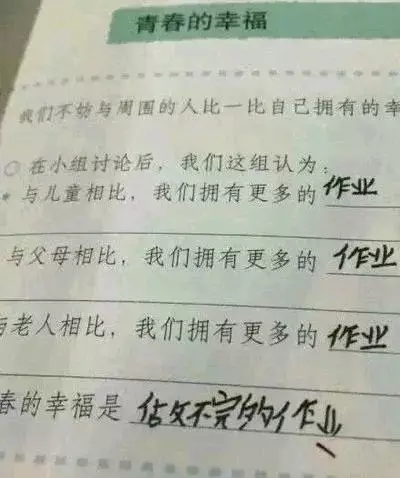 青春的幸福
我们不妨与周围的人比一比自己拥有的幸
○ 在小组讨论后，我们这组认为：
与儿童相比，我们拥有更多的 作业
与父母相比，我们拥有更多的 作业
与老人相比，我们拥有更多的 作业
春的幸福是 估文不完的作业